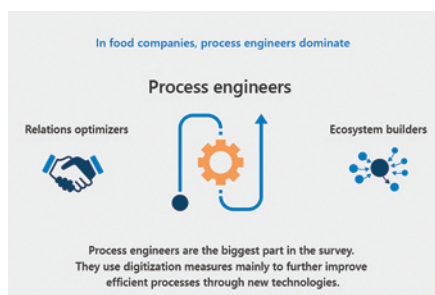 In food companies, process engineers dominate
Process engineers
Relations optimizers
Ecosystem builders
Process engineers are the biggest part in the survey.
They use digitization measures mainly to further improve
efficient processes through new technologies.